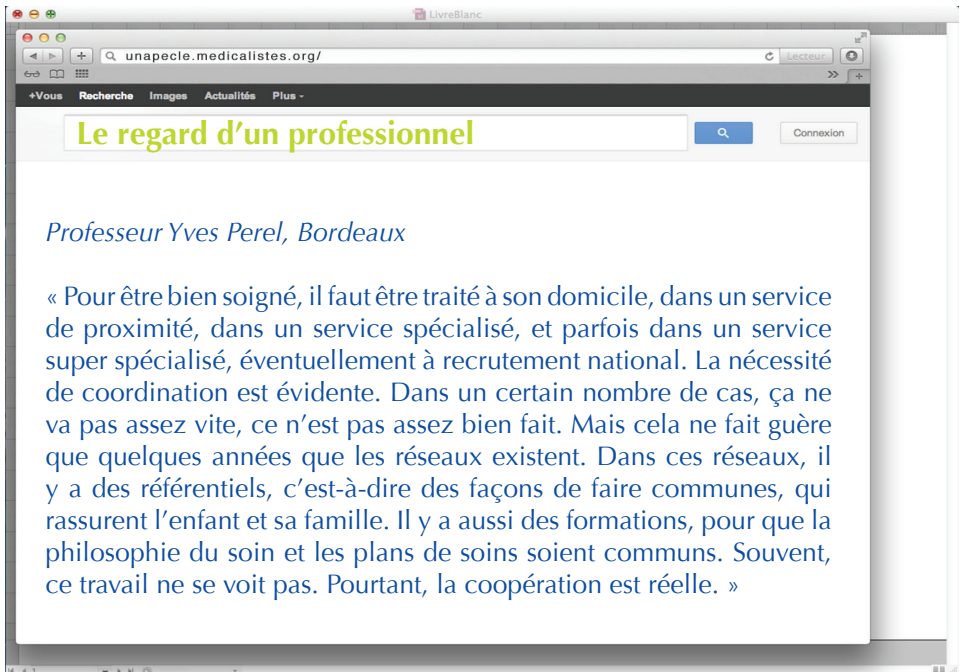 LivreBlanc
unapecle.medicalistes.org/
Lecteur
+Vous Recherche Images Actualités Plus -
Le regard d’un professionnel
Connexion
Professeur Yves Perel, Bordeaux
« Pour être bien soigné, il faut être traité à son domicile, dans un service
de proximité, dans un service spécialisé, et parfois dans un service
super spécialisé, éventuellement à recrutement national. La nécessité
de coordination est évidente. Dans un certain nombre de cas, ça ne
va pas assez vite, ce n’est pas assez bien fait. Mais cela ne fait guère
que quelques années que les réseaux existent. Dans ces réseaux, il
y a des référentiels, c’est-à-dire des façons de faire communes, qui
rassurent l’enfant et sa famille. Il y a aussi des formations, pour que la
philosophie du soin et les plans de soins soient communs. Souvent,
ce travail ne se voit pas. Pourtant, la coopération est réelle. »